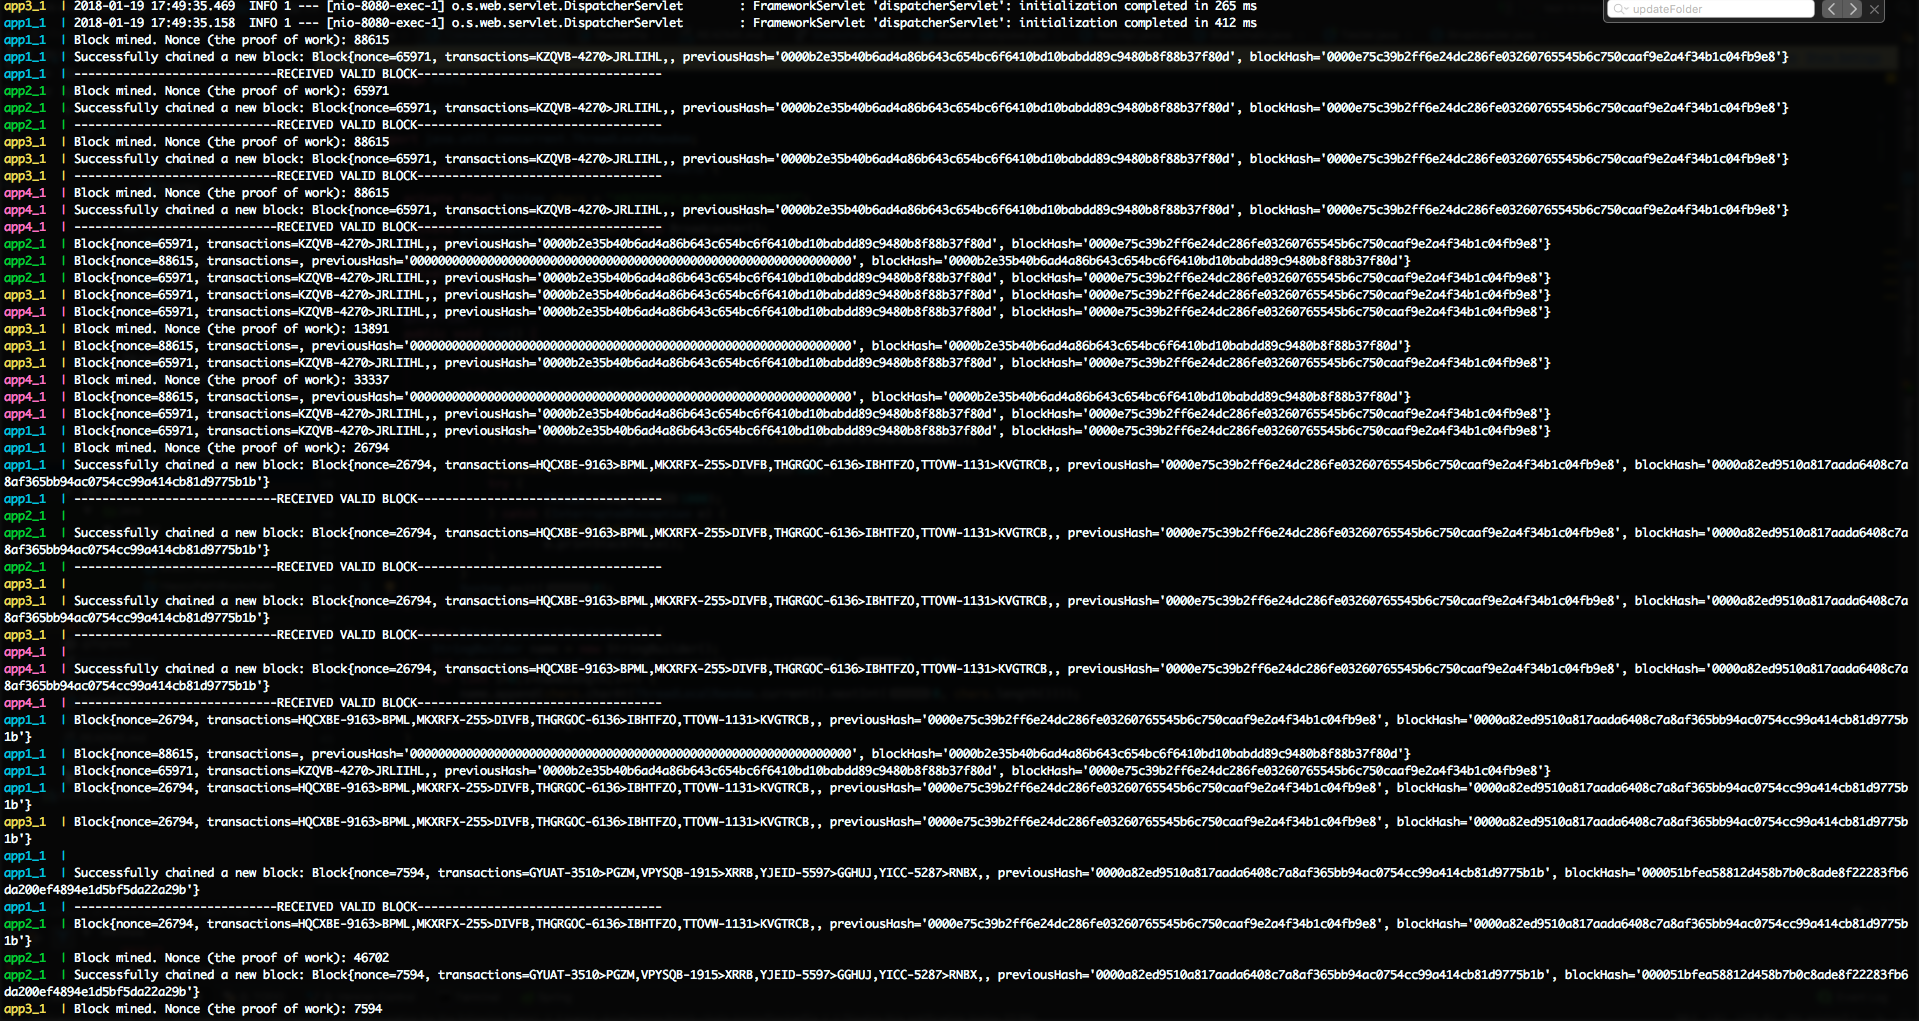 app3_1  | 2018-01-19 17:49:35.469  INFO 1 --- [nio-8080-exec-1] o.s.web.servlet.DispatcherServlet        : FrameworkServlet 'dispatcherServlet': initialization completed in 265 ms
updateFolder
app2_1  | 2018-01-19 17:49:35.158  INFO 1 --- [nio-8080-exec-1] o.s.web.servlet.DispatcherServlet        : FrameworkServlet 'dispatcherServlet': initialization completed in 412 ms
app1_1  | Block mined. Nonce (the proof of work): 88615
app1_1  | Successfully chained a new block: Block{nonce=65971, transactions=KZQVB-4270>JRLIIHL,, previousHash='0000b2e35b40b6ad4a86b643c654bc6f6410bd10babdd89c9480b8f88b37f80d', blockHash='0000e75c39b2ff6e24dc286fe03260765545b6c750caaf9e2a4f34b1c04fb9e8'}
app1_1  | -----------------------------RECEIVED VALID BLOCK-----------------------------------
app2_1  | Block mined. Nonce (the proof of work): 65971
app2_1  | Successfully chained a new block: Block{nonce=65971, transactions=KZQVB-4270>JRLIIHL,, previousHash='0000b2e35b40b6ad4a86b643c654bc6f6410bd10babdd89c9480b8f88b37f80d', blockHash='0000e75c39b2ff6e24dc286fe03260765545b6c750caaf9e2a4f34b1c04fb9e8'}
app2_1  | -----------------------------RECEIVED VALID BLOCK-----------------------------------
app3_1  | Block mined. Nonce (the proof of work): 88615
app3_1  | Successfully chained a new block: Block{nonce=65971, transactions=KZQVB-4270>JRLIIHL,, previousHash='0000b2e35b40b6ad4a86b643c654bc6f6410bd10babdd89c9480b8f88b37f80d', blockHash='0000e75c39b2ff6e24dc286fe03260765545b6c750caaf9e2a4f34b1c04fb9e8'}
app3_1  | -----------------------------RECEIVED VALID BLOCK-----------------------------------
app4_1  | Block mined. Nonce (the proof of work): 88615
app4_1  | Successfully chained a new block: Block{nonce=65971, transactions=KZQVB-4270>JRLIIHL,, previousHash='0000b2e35b40b6ad4a86b643c654bc6f6410bd10babdd89c9480b8f88b37f80d', blockHash='0000e75c39b2ff6e24dc286fe03260765545b6c750caaf9e2a4f34b1c04fb9e8'}
app4_1  | -----------------------------RECEIVED VALID BLOCK-----------------------------------
app2_1  | Block{nonce=65971, transactions=KZQVB-4270>JRLIIHL,, previousHash='0000b2e35b40b6ad4a86b643c654bc6f6410bd10babdd89c9480b8f88b37f80d', blockHash='0000e75c39b2ff6e24dc286fe03260765545b6c750caaf9e2a4f34b1c04fb9e8'}
app2_1  | Block{nonce=88615, transactions=, previousHash='000000000000000000000000000000000000000000000000000000000000000', blockHash='0000b2e35b40b6ad4a86b643c654bc6f6410bd10babdd89c9480b8f88b37f80d'}
app2_1  | Block{nonce=65971, transactions=KZQVB-4270>JRLIIHL,, previousHash='0000b2e35b40b6ad4a86b643c654bc6f6410bd10babdd89c9480b8f88b37f80d', blockHash='0000e75c39b2ff6e24dc286fe03260765545b6c750caaf9e2a4f34b1c04fb9e8'}
app3_1  | Block{nonce=65971, transactions=KZQVB-4270>JRLIIHL,, previousHash='0000b2e35b40b6ad4a86b643c654bc6f6410bd10babdd89c9480b8f88b37f80d', blockHash='0000e75c39b2ff6e24dc286fe03260765545b6c750caaf9e2a4f34b1c04fb9e8'}
app4_1  | Block{nonce=65971, transactions=KZQVB-4270>JRLIIHL,, previousHash='0000b2e35b40b6ad4a86b643c654bc6f6410bd10babdd89c9480b8f88b37f80d', blockHash='0000e75c39b2ff6e24dc286fe03260765545b6c750caaf9e2a4f34b1c04fb9e8'}
app3_1  | Block mined. Nonce (the proof of work): 13891
app3_1  | Block{nonce=88615, transactions=, previousHash='000000000000000000000000000000000000000000000000000000000000000', blockHash='0000b2e35b40b6ad4a86b643c654bc6f6410bd10babdd89c9480b8f88b37f80d'}
app3_1  | Block{nonce=65971, transactions=KZQVB-4270>JRLIIHL,, previousHash='0000b2e35b40b6ad4a86b643c654bc6f6410bd10babdd89c9480b8f88b37f80d', blockHash='0000e75c39b2ff6e24dc286fe03260765545b6c750caaf9e2a4f34b1c04fb9e8'}
app4_1  | Block mined. Nonce (the proof of work): 33337
app4_1  | Block{nonce=88615, transactions=, previousHash='000000000000000000000000000000000000000000000000000000000000000', blockHash='0000b2e35b40b6ad4a86b643c654bc6f6410bd10babdd89c9480b8f88b37f80d'}
app4_1  | Block{nonce=65971, transactions=KZQVB-4270>JRLIIHL,, previousHash='0000b2e35b40b6ad4a86b643c654bc6f6410bd10babdd89c9480b8f88b37f80d', blockHash='0000e75c39b2ff6e24dc286fe03260765545b6c750caaf9e2a4f34b1c04fb9e8'}
app1_1  | Block{nonce=65971, transactions=KZQVB-4270>JRLIIHL,, previousHash='0000b2e35b40b6ad4a86b643c654bc6f6410bd10babdd89c9480b8f88b37f80d', blockHash='0000e75c39b2ff6e24dc286fe03260765545b6c750caaf9e2a4f34b1c04fb9e8'}
app1_1  | Block mined. Nonce (the proof of work): 26794
app1_1  | Successfully chained a new block: Block{nonce=26794, transactions=HQCXBE-9163>BPML,MKXRFX-255>DIVFB,THGRGOC-6136>IBHTFZO,TTOVW-1131>KVGTRCB,, previousHash='0000e75c39b2ff6e24dc286fe03260765545b6c750caaf9e2a4f34b1c04fb9e8', blockHash='0000a82ed9510a817aada6408c7a
8af365bb94ac0754cc99a414cb81d9775b1b'}
app1_1  | -----------------------------RECEIVED VALID BLOCK-----------------------------------
app2_1  |
app2_1  | Successfully chained a new block: Block{nonce=26794, transactions=HQCXBE-9163>BPML,MKXRFX-255>DIVFB,THGRGOC-6136>IBHTFZO,TTOVW-1131>KVGTRCB,, previousHash='0000e75c39b2ff6e24dc286fe03260765545b6c750caaf9e2a4f34b1c04fb9e8', blockHash='0000a82ed9510a817aada6408c7a
8af365bb94ac0754cc99a414cb81d9775b1b'}
app2_1  | -----------------------------RECEIVED VALID BLOCK-----------------------------------
app3_1  |
app3_1  | Successfully chained a new block: Block{nonce=26794, transactions=HQCXBE-9163>BPML,MKXRFX-255>DIVFB,THGRGOC-6136>IBHTFZO,TTOVW-1131>KVGTRCB,, previousHash='0000e75c39b2ff6e24dc286fe03260765545b6c750caaf9e2a4f34b1c04fb9e8', blockHash='0000a82ed9510a817aada6408c7a
8af365bb94ac0754cc99a414cb81d9775b1b'}
app3_1  | -----------------------------RECEIVED VALID BLOCK-----------------------------------
app4_1  |
app4_1  | Successfully chained a new block: Block{nonce=26794, transactions=HQCXBE-9163>BPML,MKXRFX-255>DIVFB,THGRGOC-6136>IBHTFZO,TTOVW-1131>KVGTRCB,, previousHash='0000e75c39b2ff6e24dc286fe03260765545b6c750caaf9e2a4f34b1c04fb9e8', blockHash='0000a82ed9510a817aada6408c7a
8af365bb94ac0754cc99a414cb81d9775b1b'}
app4_1  | -----------------------------RECEIVED VALID BLOCK-----------------------------------
app1_1  | Block{nonce=26794, transactions=HQCXBE-9163>BPML,MKXRFX-255>DIVFB,THGRGOC-6136>IBHTFZO,TTOVW-1131>KVGTRCB,, previousHash='0000e75c39b2ff6e24dc286fe03260765545b6c750caaf9e2a4f34b1c04fb9e8', blockHash='0000a82ed9510a817aada6408c7a8af365bb94ac0754cc99a414cb81d9775b
1b'}
app1_1  | Block{nonce=88615, transactions=, previousHash='000000000000000000000000000000000000000000000000000000000000000', blockHash='0000b2e35b40b6ad4a86b643c654bc6f6410bd10babdd89c9480b8f88b37f80d'}
app1_1  | Block{nonce=65971, transactions=KZQVB-4270>JRLIIHL,, previousHash='0000b2e35b40b6ad4a86b643c654bc6f6410bd10babdd89c9480b8f88b37f80d', blockHash='0000e75c39b2ff6e24dc286fe03260765545b6c750caaf9e2a4f34b1c04fb9e8'}
app1_1  | Block{nonce=26794, transactions=HQCXBE-9163>BPML,MKXRFX-255>DIVFB,THGRGOC-6136>IBHTFZO,TTOVW-1131>KVGTRCB,, previousHash='0000e75c39b2ff6e24dc286fe03260765545b6c750caaf9e2a4f34b1c04fb9e8', blockHash='0000a82ed9510a817aada6408c7a8af365bb94ac0754cc99a414cb81d9775b
1b'}
app3_1  | Block{nonce=26794, transactions=HQCXBE-9163>BPML,MKXRFX-255>DIVFB,THGRGOC-6136>IBHTFZO,TTOVW-1131>KVGTRCB,, previousHash='0000e75c39b2ff6e24dc286fe03260765545b6c750caaf9e2a4f34b1c04fb9e8', blockHash='0000a82ed9510a817aada6408c7a8af365bb94ac0754cc99a414cb81d9775b
1b'}
app1_1  |
app1_1  | Successfully chained a new block: Block{nonce=7594, transactions=GYUAT-3510>PGZM,VPYSQB-1915>XRRB,YJEID-5597>GGHUJ,YICC-5287>RNBX,, previousHash='0000a82ed9510a817aada6408c7a8af365bb94ac0754cc99a414cb81d9775b1b', blockHash='000051bfea58812d458b7b0c8ade8f22283fb6
da200ef4894e1d5bf5da22a29b'}
app1_1  | -----------------------------RECEIVED VALID BLOCK-----------------------------------
app2_1  | Block{nonce=26794, transactions=HQCXBE-9163>BPML,MKXRFX-255>DIVFB,THGRGOC-6136>IBHTFZO,TTOVW-1131>KVGTRCB,, previousHash='0000e75c39b2ff6e24dc286fe03260765545b6c750caaf9e2a4f34b1c04fb9e8', blockHash='0000a82ed9510a817aada6408c7a8af365bb94ac0754cc99a414cb81d9775b
1b'}
app2_1  | Block mined. Nonce (the proof of work): 46702
app2_1  | Successfully chained a new block: Block{nonce=7594, transactions=GYUAT-3510>PGZM,VPYSQB-1915>XRRB,YJEID-5597>GGHUJ,YICC-5287>RNBX,, previousHash='0000a82ed9510a817aada6408c7a8af365bb94ac0754cc99a414cb81d9775b1b', blockHash='000051bfea58812d458b7b0c8ade8f22283fb6
da200ef4894e1d5bf5da22a29b'}
app3_1  | Block mined. Nonce (the proof of work): 7594